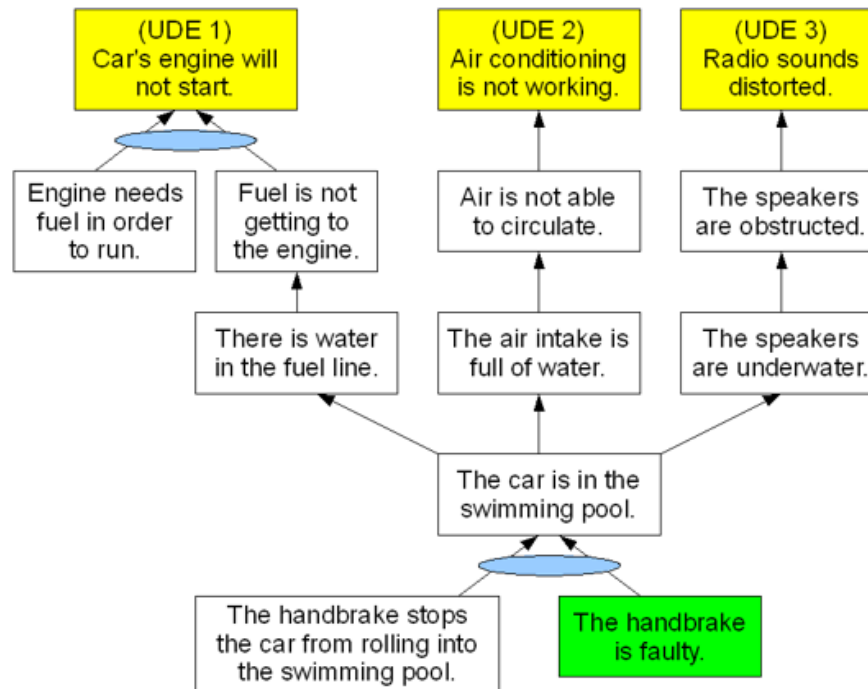 (UDE 1)
Car's engine will
not start.
(UDE 2)
Air conditioning
is not working.
(UDE 3)
Radio sounds
distorted.
Engine needs
fuel in order
to run.
Fuel is not
getting to
the engine.
Air is not able
to circulate.
The speakers
are obstructed.
There is water
in the fuel line.
The air intake is
full of water.
The speakers
are underwater.
The car is in the
swimming pool.
The handbrake stops
the car from rolling into
the swimming pool.
The handbrake
is faulty.